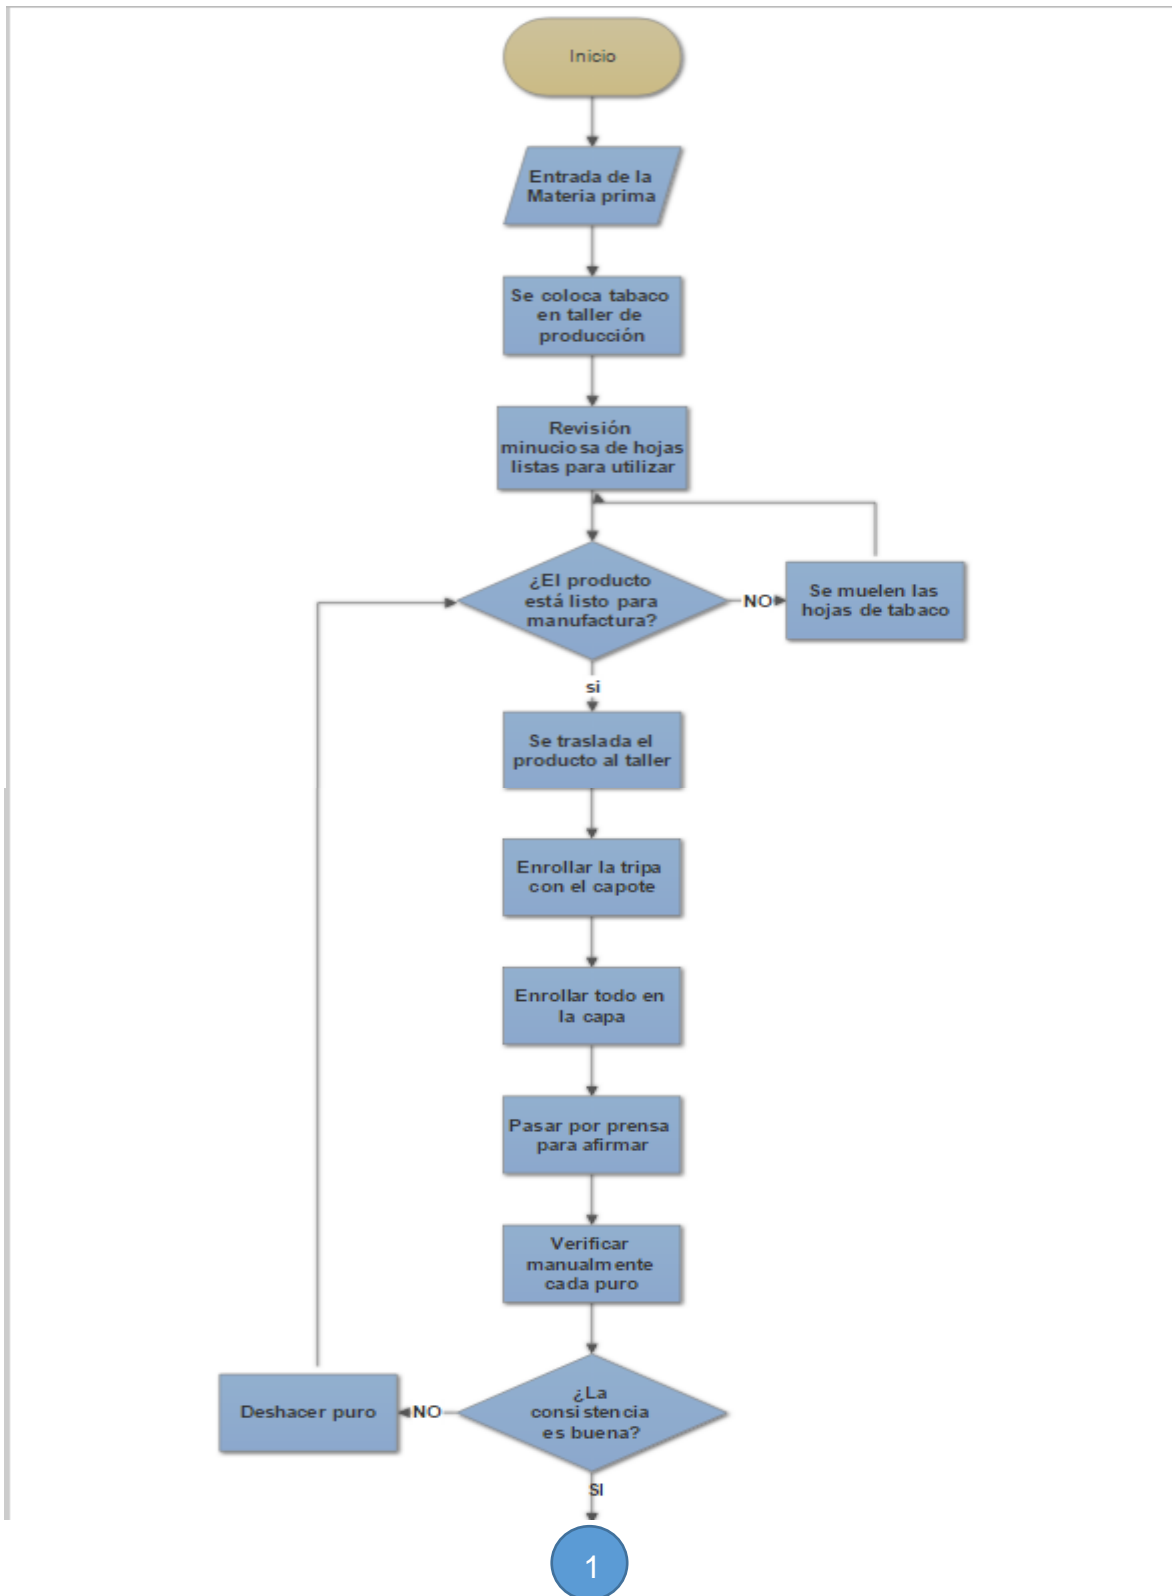 Inicio
Entrada de la
Materia prima
Se coloca tabaco
en taller de
producción
Revisión
minuciosa de hojas
listas para utilizar
¿El producto
está listo para
manufactura?
NO
Se muelen las
hojas de tabaco
si
Se traslada el
producto al taller
Enrollar la tripa
con el capote
Enrollar todo en
la capa
Pasar por prensa
para afirmar
Verificar
manualmente
cada puro
¿La
consistencia
es buena?
NO
Deshacer puro
SI
1